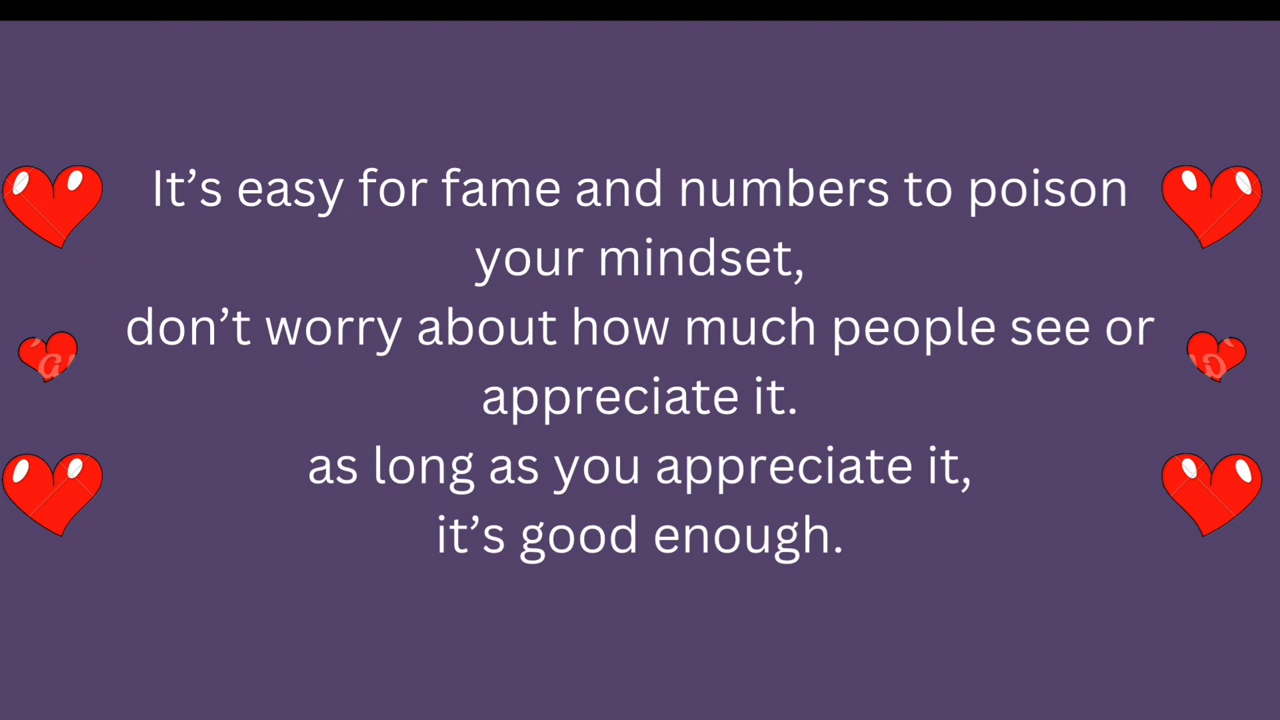 It’s easy for fame and numbers to poison
your mindset,
don’t worry about how much people see or
appreciate it.
as long as you appreciate it,
it’s good enough.